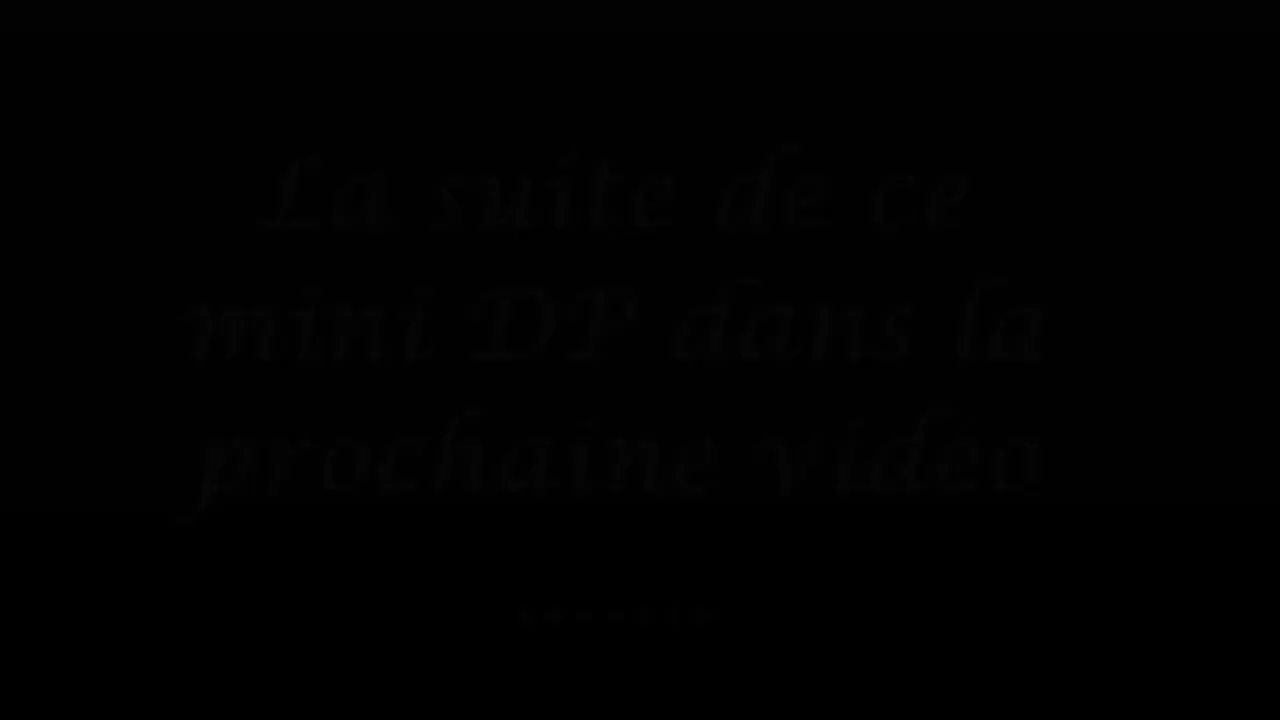 La suite de ce
mini DP dans la
prochaine vidéo
.......